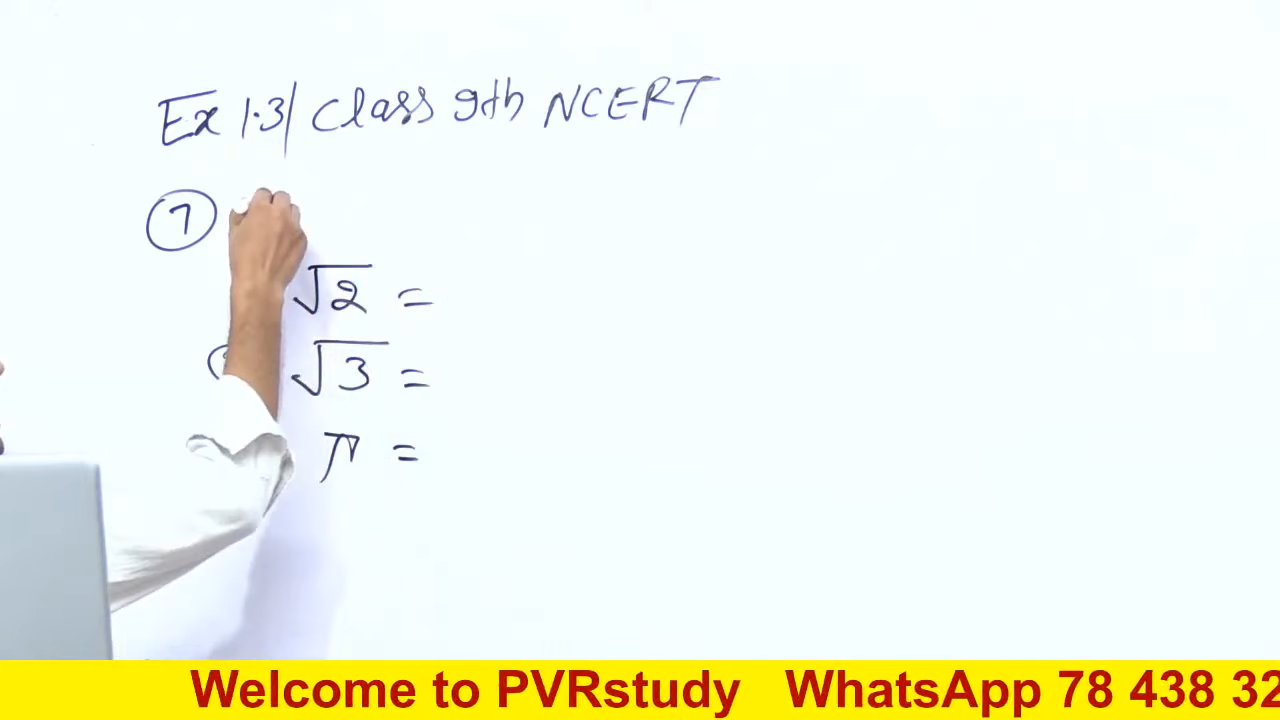 Ex 1.3| Class 9th NCERT
7
√2 =
√3 =
π =
Welcome to PVRstudy WhatsApp 78 438 32